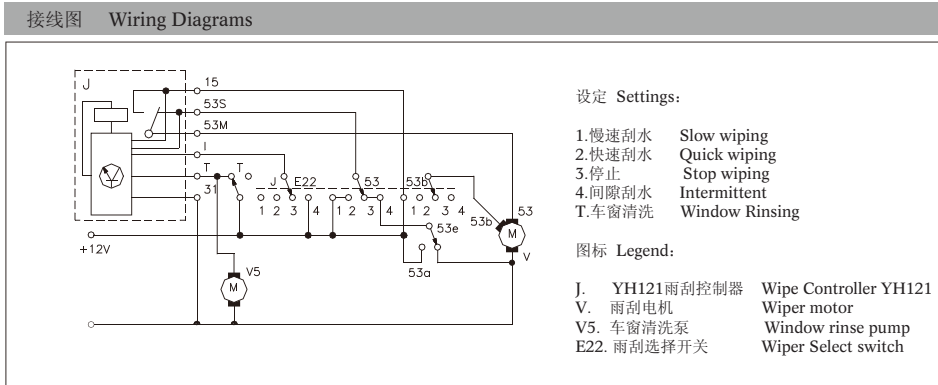 接线图 Wiring Diagrams
J
15
53S
53M
I
T
31
T
J E22
53
53b
1 2 3 4 1 2 3 4 1 2 3 4
+12V
53e
53a
53b
53
M
V
M
V5
设定 Settings:
1.慢速刮水 Slow wiping
2.快速刮水 Quick wiping
3.停止 Stop wiping
4.间隙刮水 Intermittent
T.车窗清洗 Window Rinsing
图标 Legend:
J. YH121雨刮控制器 Wipe Controller YH121
V. 雨刮电机 Wiper motor
V5. 车窗清洗泵 Window rinse pump
E22. 雨刮选择开关 Wiper Select switch